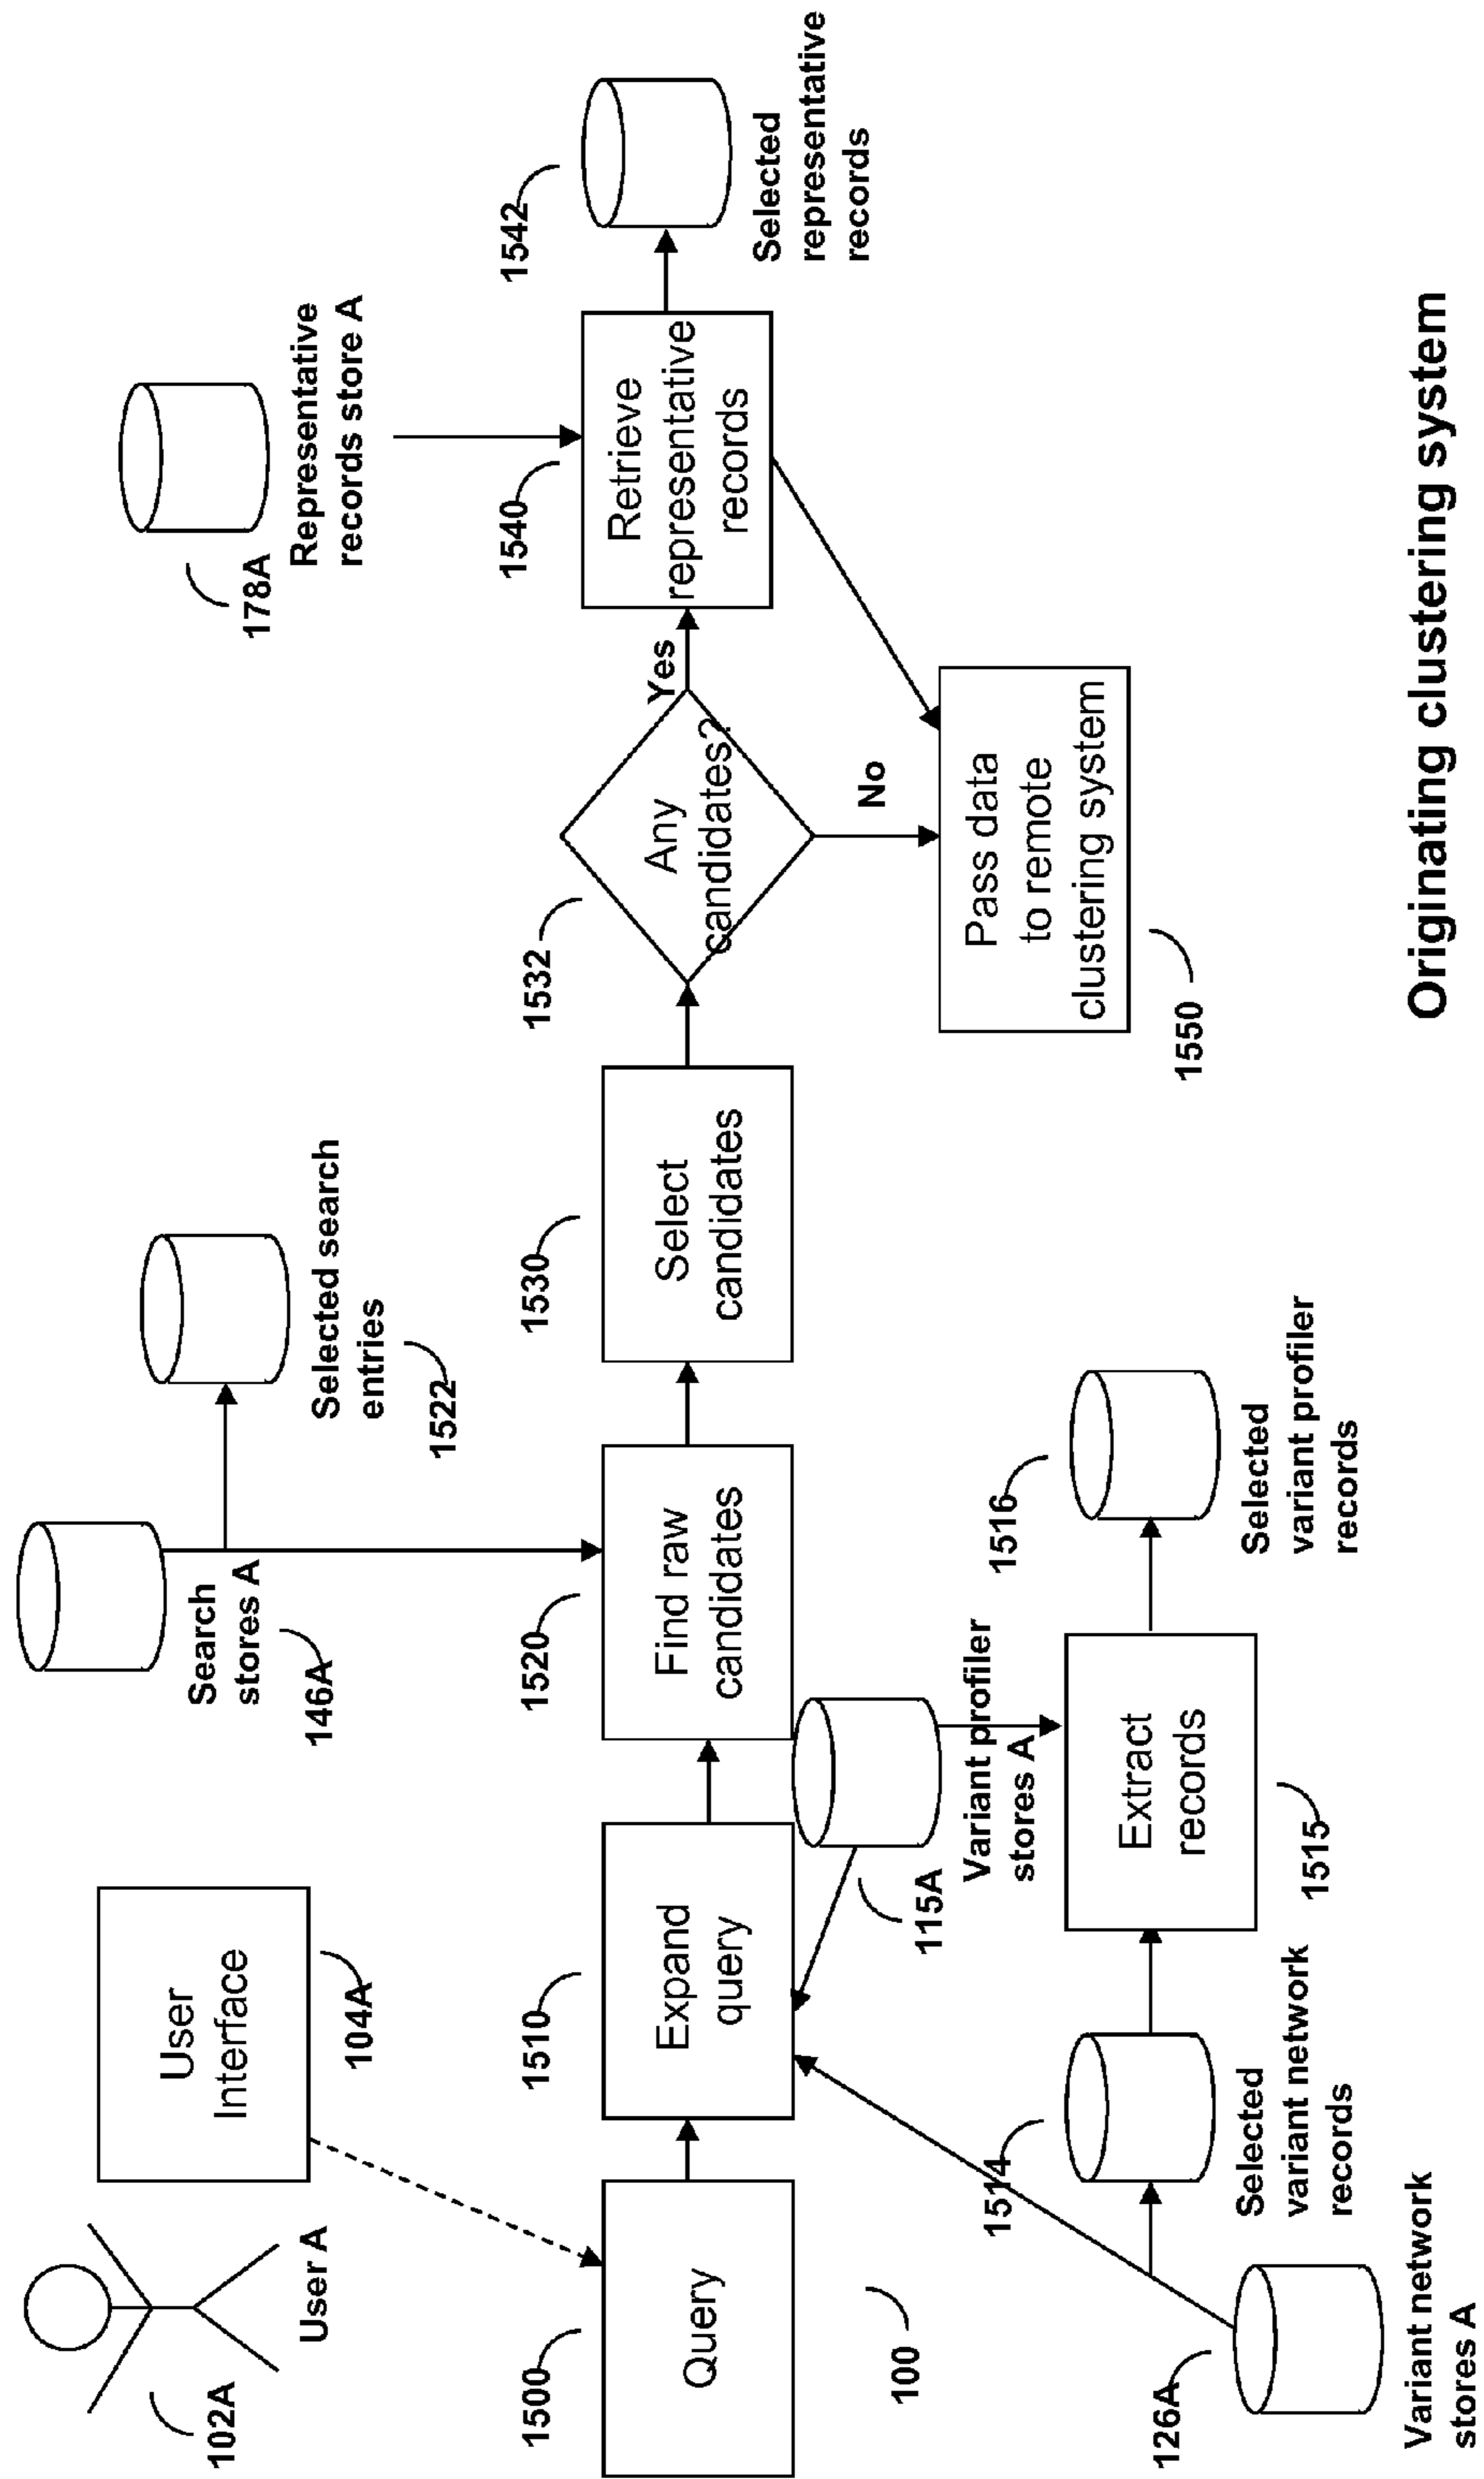 102A
User A
User
Interface
104A
Search
stores A
146A
Selected search
entries
1522
178A
Representative
records store A
1500
Query
100
1510
Expand
query
1520
Find raw
candidates
1530
Select
candidates
1532
Any
candidates?
Yes
No
1540
Retrieve
representative
records
1542
Selected
representative
records
126A
Variant network
stores A
1514
Selected
variant network
records
115A
Variant profiler
stores A
Extract
records
1515
1516
Selected
variant profiler
records
Pass data
to remote
clustering system
1550
Originating clustering system